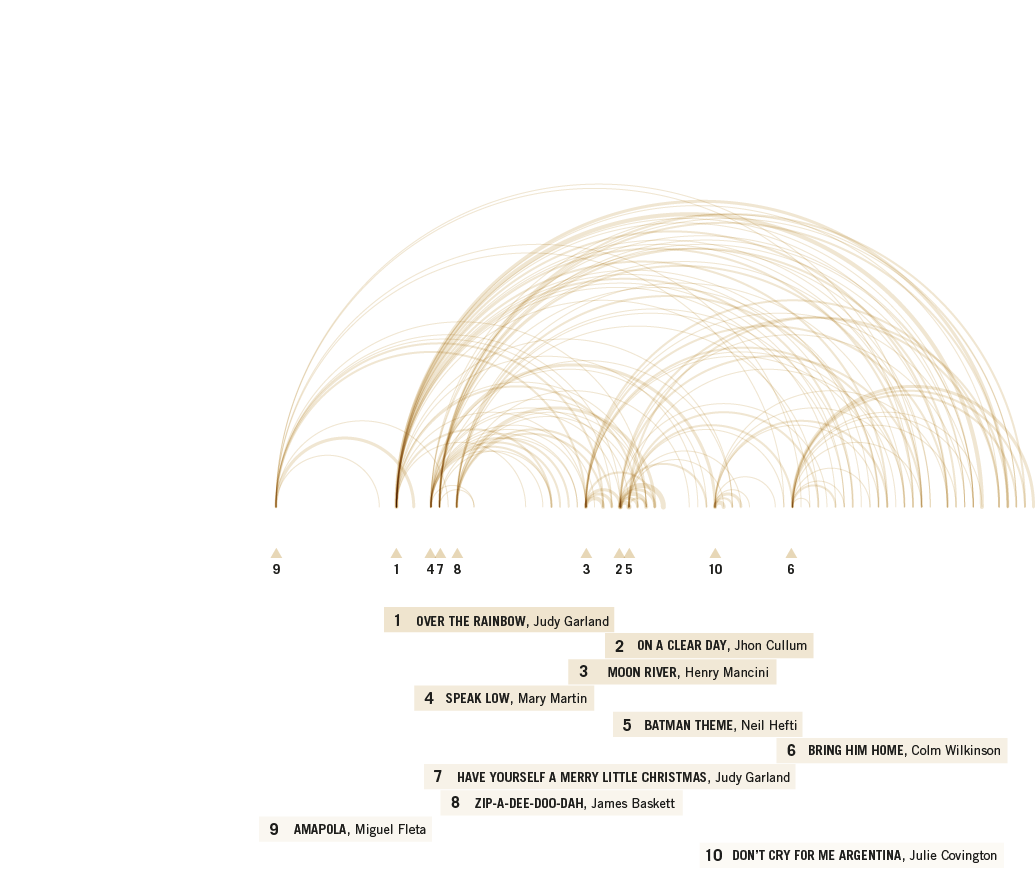 9 1 4 7 8 3 2 5 10 6
1 OVER THE RAINBOW, Judy Garland
2 ON A CLEAR DAY, Jhon Cullum
3 MOON RIVER, Henry Mancini
4 SPEAK LOW, Mary Martin
5 BATMAN THEME, Neil Hefti
6 BRING HIM HOME, Colm Wilkinson
7 HAVE YOURSELF A MERRY LITTLE CHRISTMAS, Judy Garland
8 ZIP-A-DEE-DOO-DAH, James Baskett
9 AMAPOLA, Miguel Fleta
10 DON'T CRY FOR ME ARGENTINA, Julie Covington